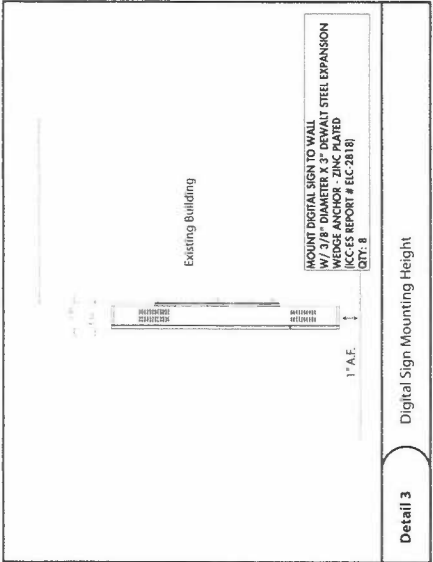 Existing Building
MOUNT DIGITAL SIGN TO WALL
W/ 3/8" DIAMETER X 3" DEWALT STEEL EXPANSION
WEDGE ANCHOR - ZINC PLATED
(ICC-ES REPORT # ELC-2818)
QTY: 8
1" A.F.
Detail 3
Digital Sign Mounting Height